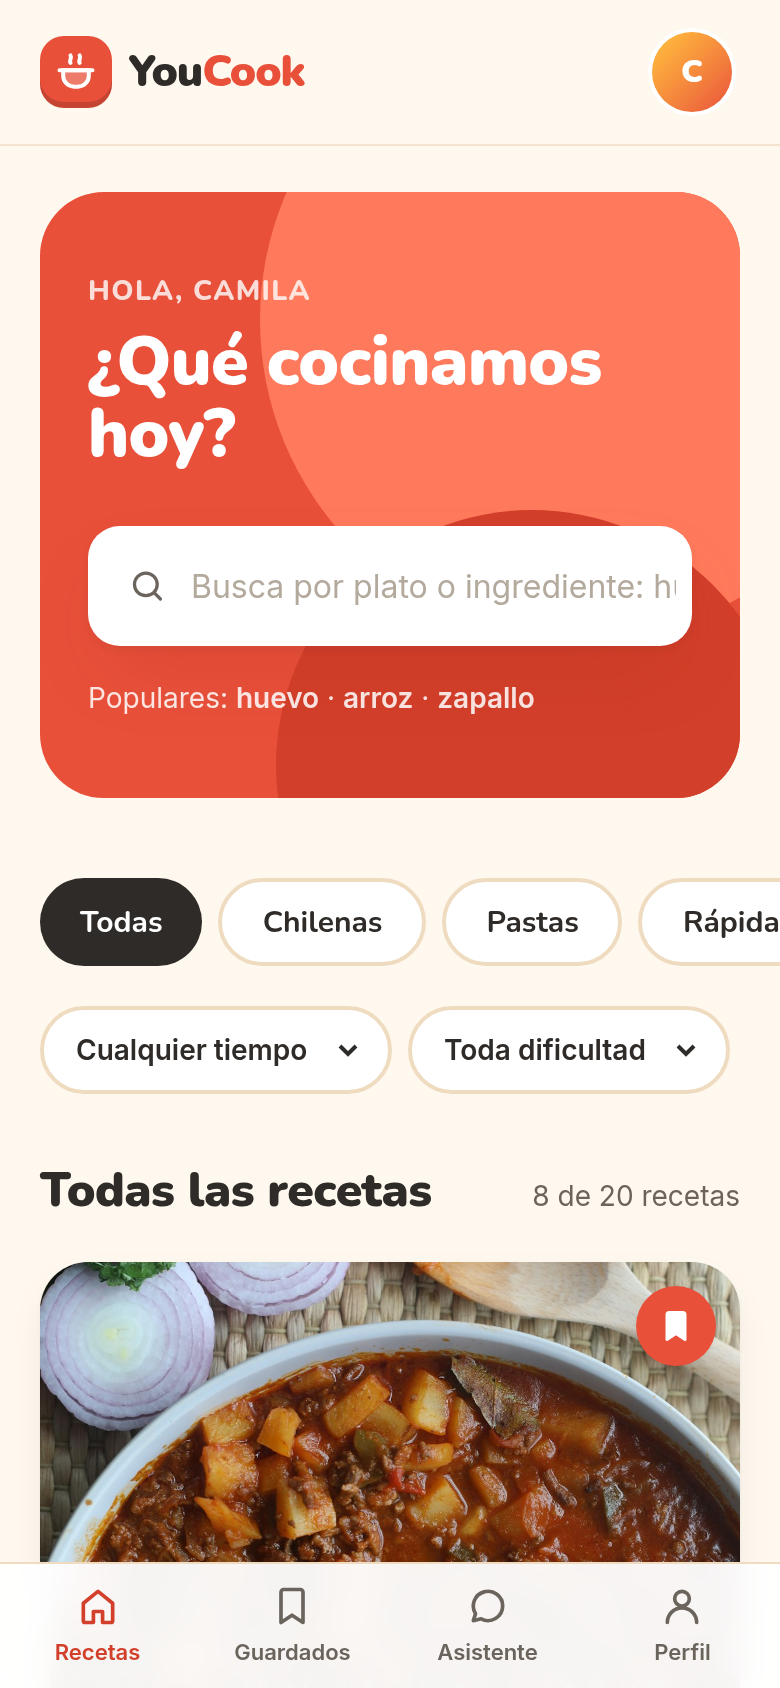 YouCook
C
HOLA, CAMILA
¿Qué cocinamos
hoy?
Busca por plato o ingrediente:
Populares: huevo · arroz · zapallo
Todas
Chilenas
Pastas
Rápida
Cualquier tiempo
Toda dificultad
Todas las recetas
8 de 20 recetas
Recetas
Guardados
Asistente
Perfil